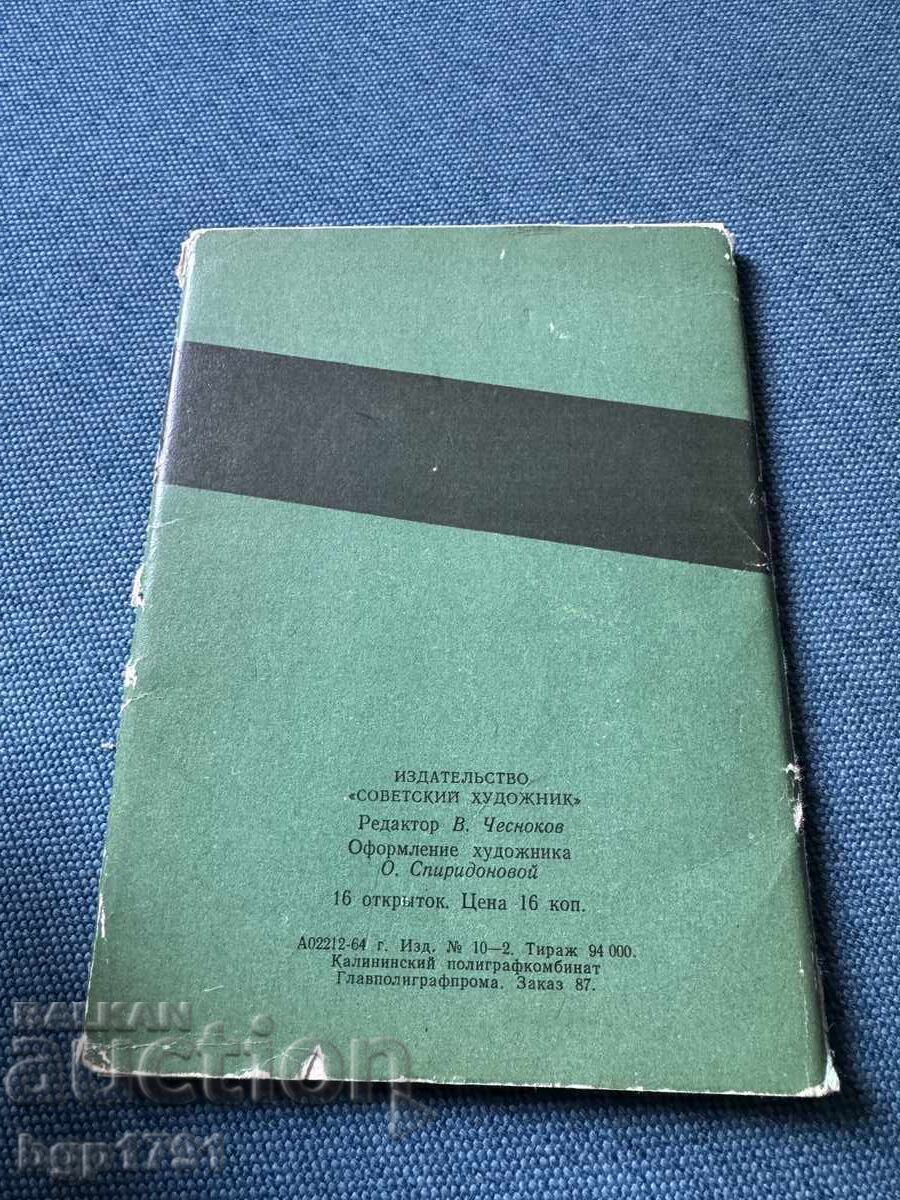 ИЗДАТЕЛЬСТВО
«СОВЕТСКИЙ ХУДОЖНИК»
Редактор В. Чесноков
Оформление художника
О. Спиридоновой
16 открыток. Цена 16 коп.
А02212-64 г. Изд. № 10—2. Тираж 94 000.
Калининский полиграфкомбинат
Главполиграфпрома. Заказ 87.
BALKAN
auction
bgp1791